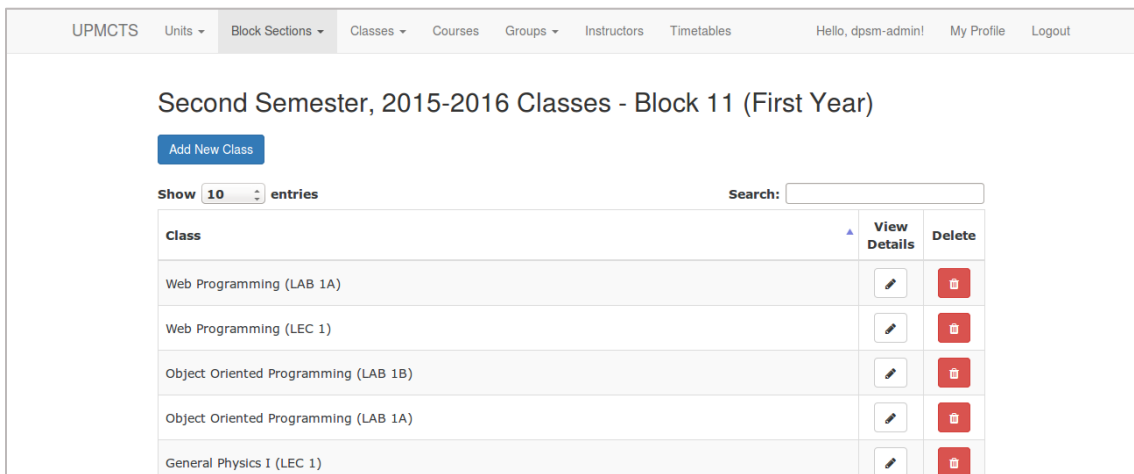 UPMCTS Units Block Sections Classes Courses Groups Instructors Timetables Hello, dpsm-admin! My Profile Logout
Second Semester, 2015-2016 Classes - Block 11 (First Year)
Add New Class
Show 10 entries Search:
Class View Details Delete
Web Programming (LAB 1A)
Web Programming (LEC 1)
Object Oriented Programming (LAB 1B)
Object Oriented Programming (LAB 1A)
General Physics I (LEC 1)